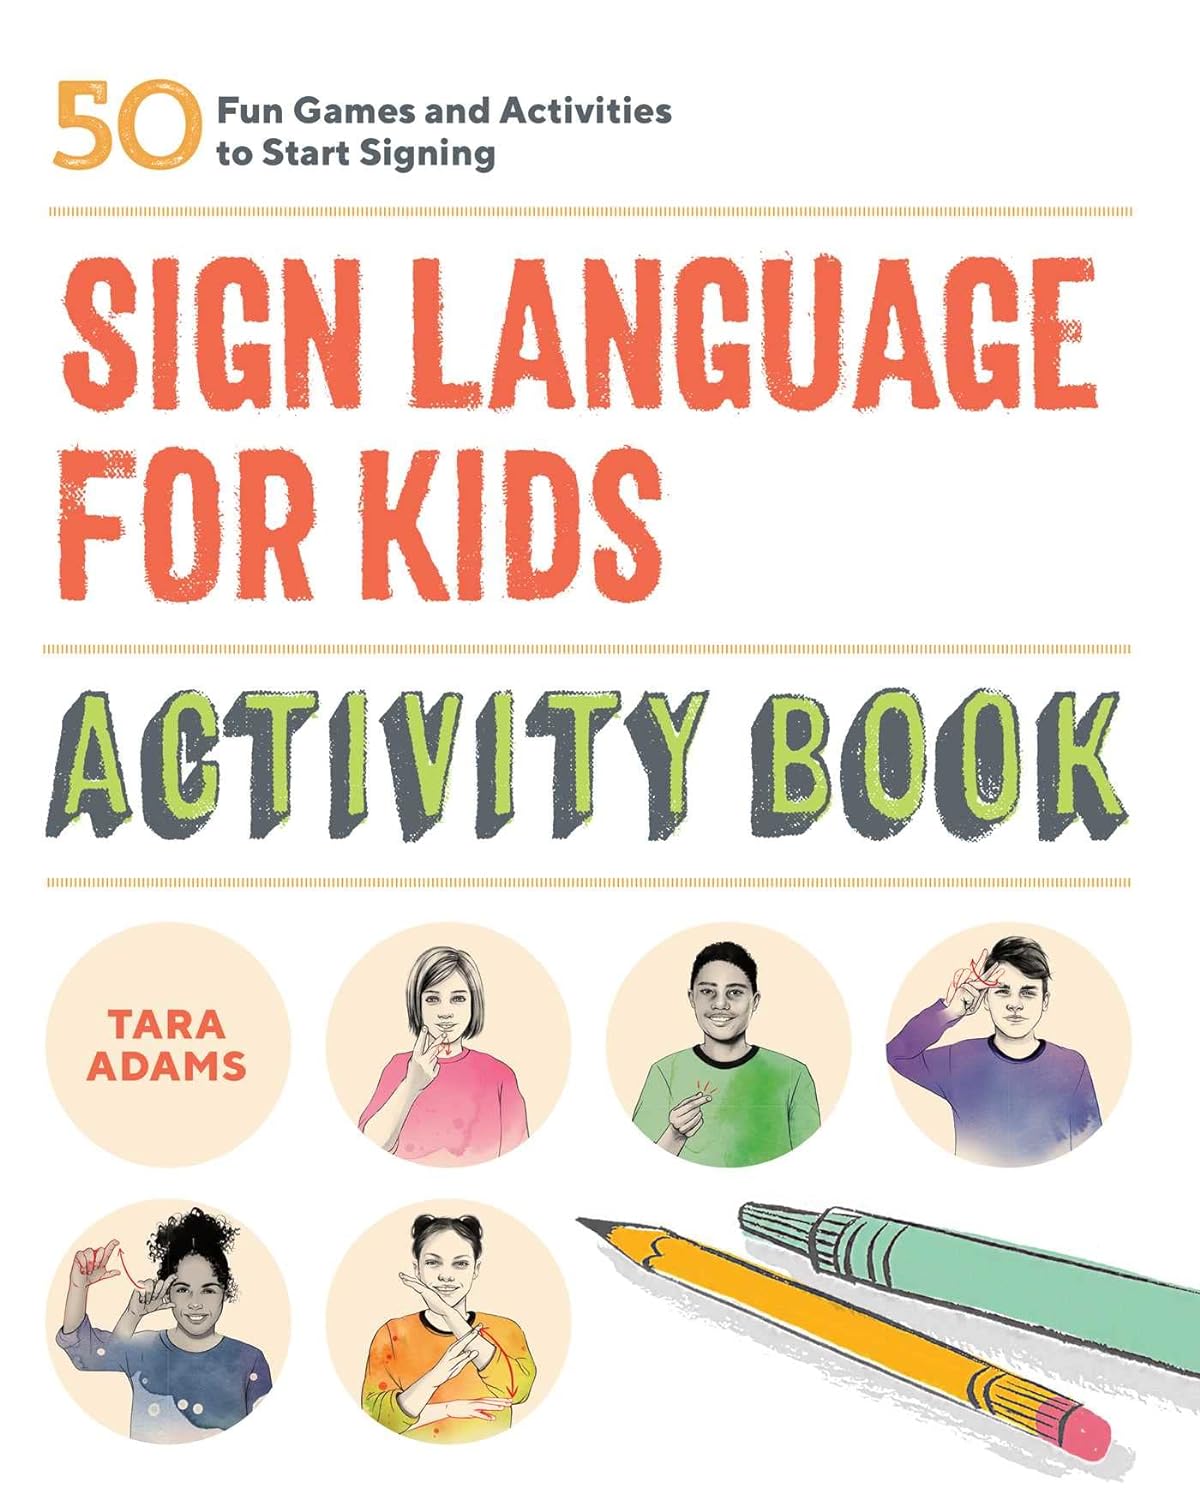 50 Fun Games and Activities
to Start Signing
SIGN LANGUAGE
FOR KIDS
ACTIVITY BOOK
TARA
ADAMS